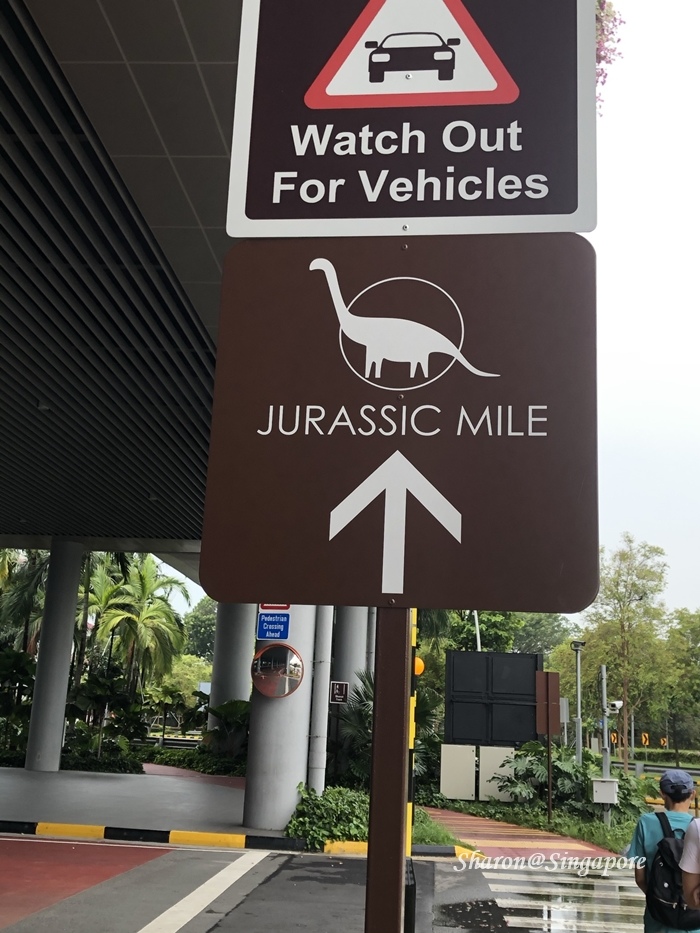 Watch Out
For Vehicles
JURASSIC MILE
Pedestrian
Crossing
Ahead
Sharon@Singapore